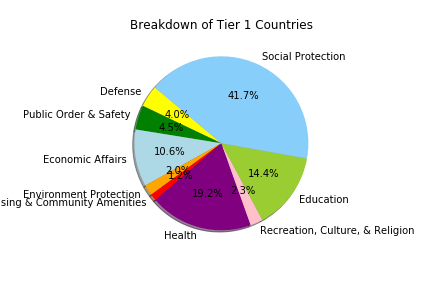 Breakdown of Tier 1 Countries
Social Protection
41.7%
Defense
4.0%
Public Order & Safety
4.5%
Economic Affairs
10.6%
Environment Protection
2.0%
sing & Community Amenities
1.2%
Health
19.2%
Recreation, Culture, & Religion
2.3%
Education
14.4%